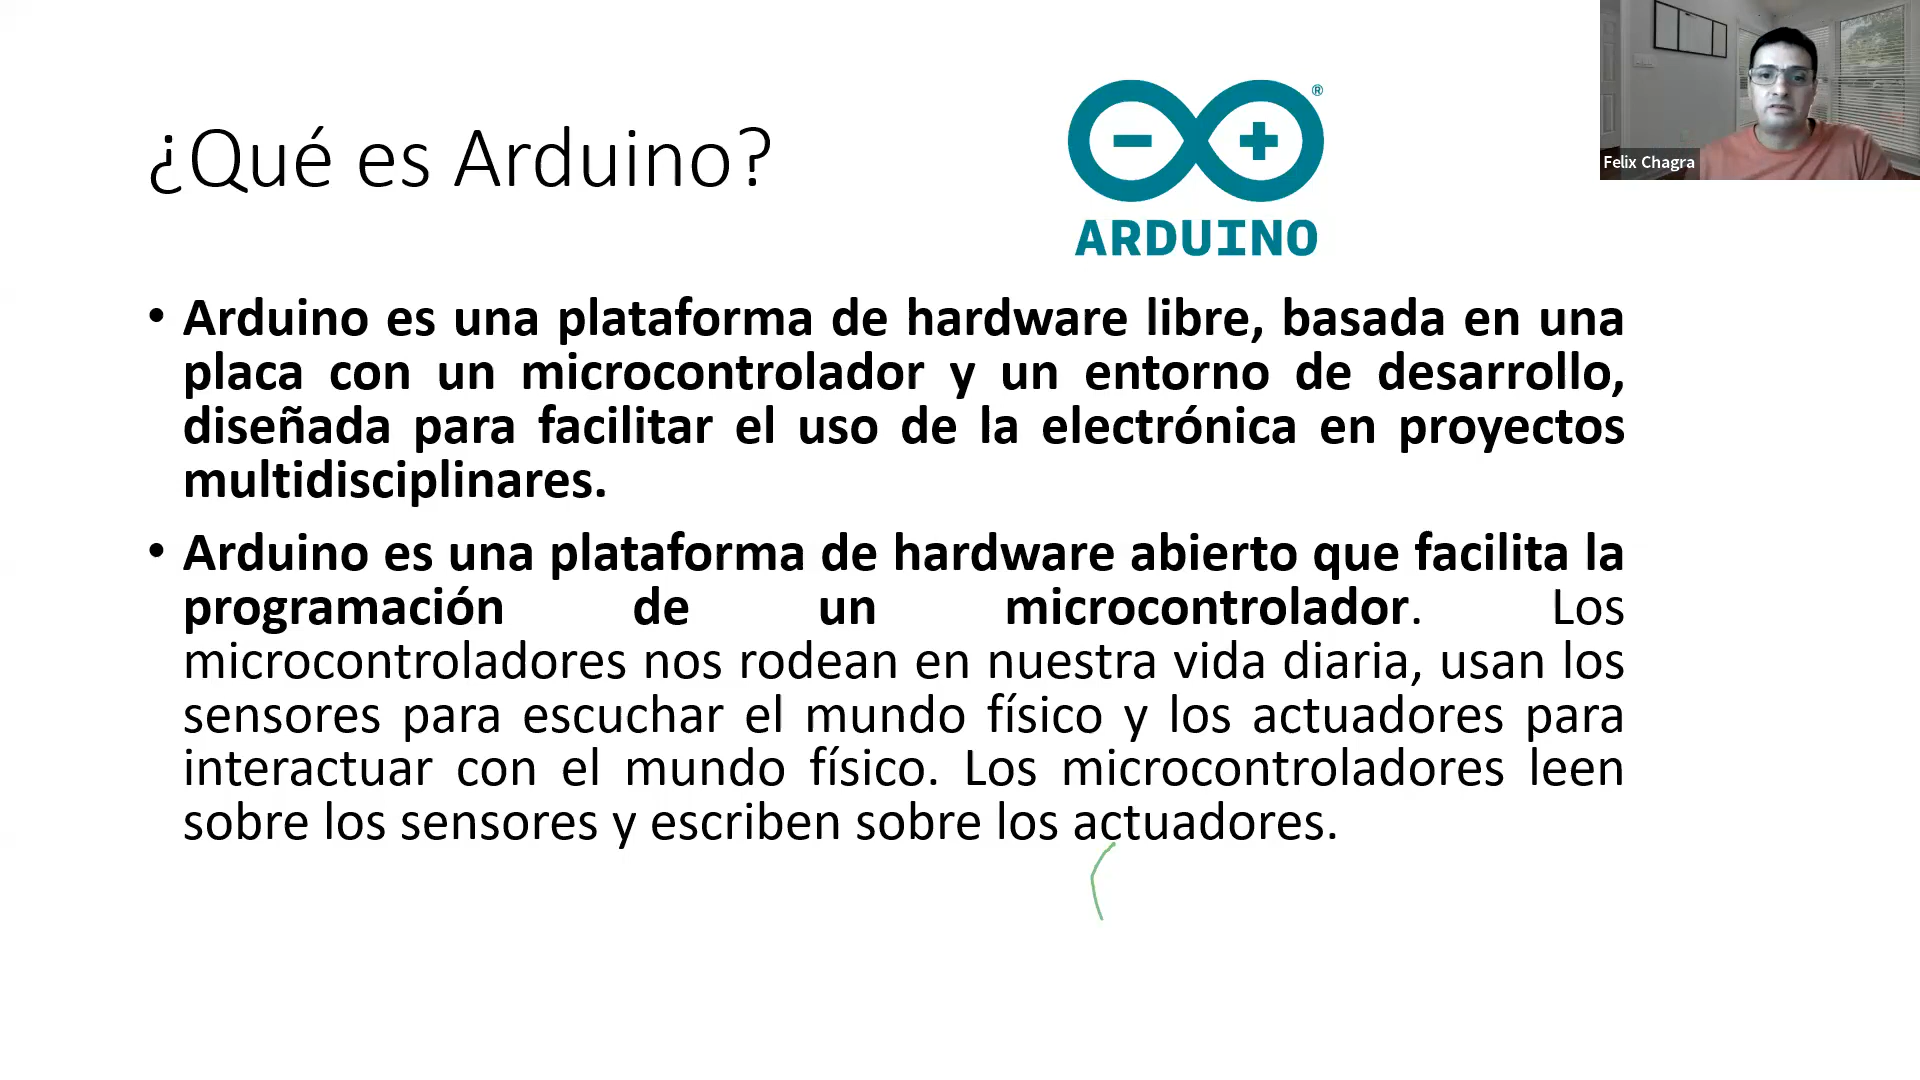 ¿Qué es Arduino?
®
ARDUINO
Felix Chagra
• Arduino es una plataforma de hardware libre, basada en una
placa con un microcontrolador y un entorno de desarrollo,
diseñada para facilitar el uso de la electrónica en proyectos
multidisciplinares.
• Arduino es una plataforma de hardware abierto que facilita la
programación de un microcontrolador. Los
microcontroladores nos rodean en nuestra vida diaria, usan los
sensores para escuchar el mundo físico y los actuadores para
interactuar con el mundo físico. Los microcontroladores leen
sobre los sensores y escriben sobre los actuadores.